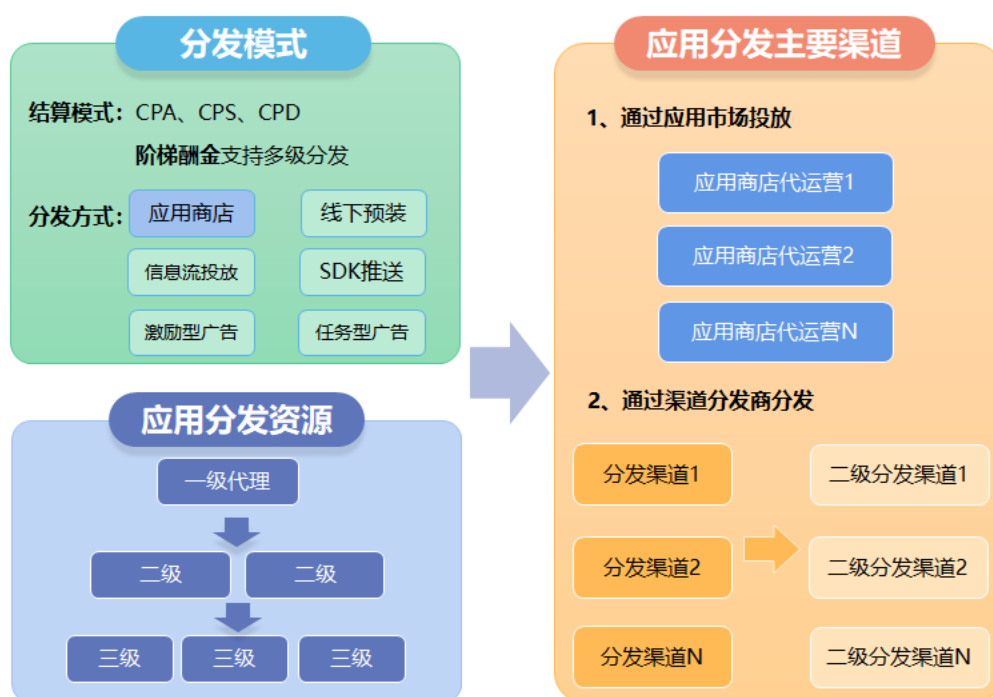 分发模式
结算模式：CPA、CPS、CPD
阶梯酬金支持多级分发
分发方式：
应用商店
线下预装
信息流投放
SDK推送
激励型广告
任务型广告
应用分发资源
一级代理
二级
二级
三级
三级
三级
应用分发主要渠道
1、通过应用市场投放
应用商店代运营1
应用商店代运营2
应用商店代运营N
2、通过渠道分发商分发
分发渠道1
二级分发渠道1
分发渠道2
二级分发渠道2
分发渠道N
二级分发渠道N